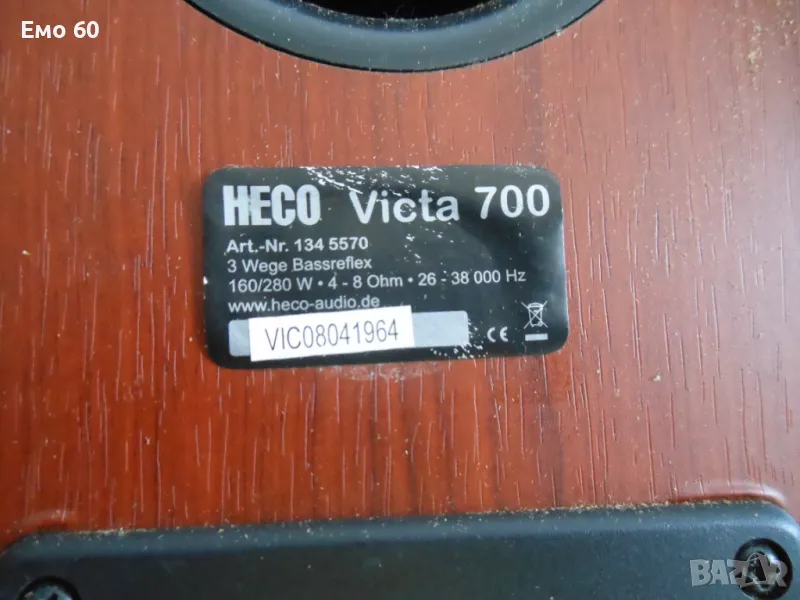 Емо 60
HECO Victa 700
Art.-Nr. 134 5570
3 Wege Bassreflex
160/280 W • 4 - 8 Ohm • 26 - 38 000 Hz
www.heco-audio.de
VIC08041964
CE
BAZAR